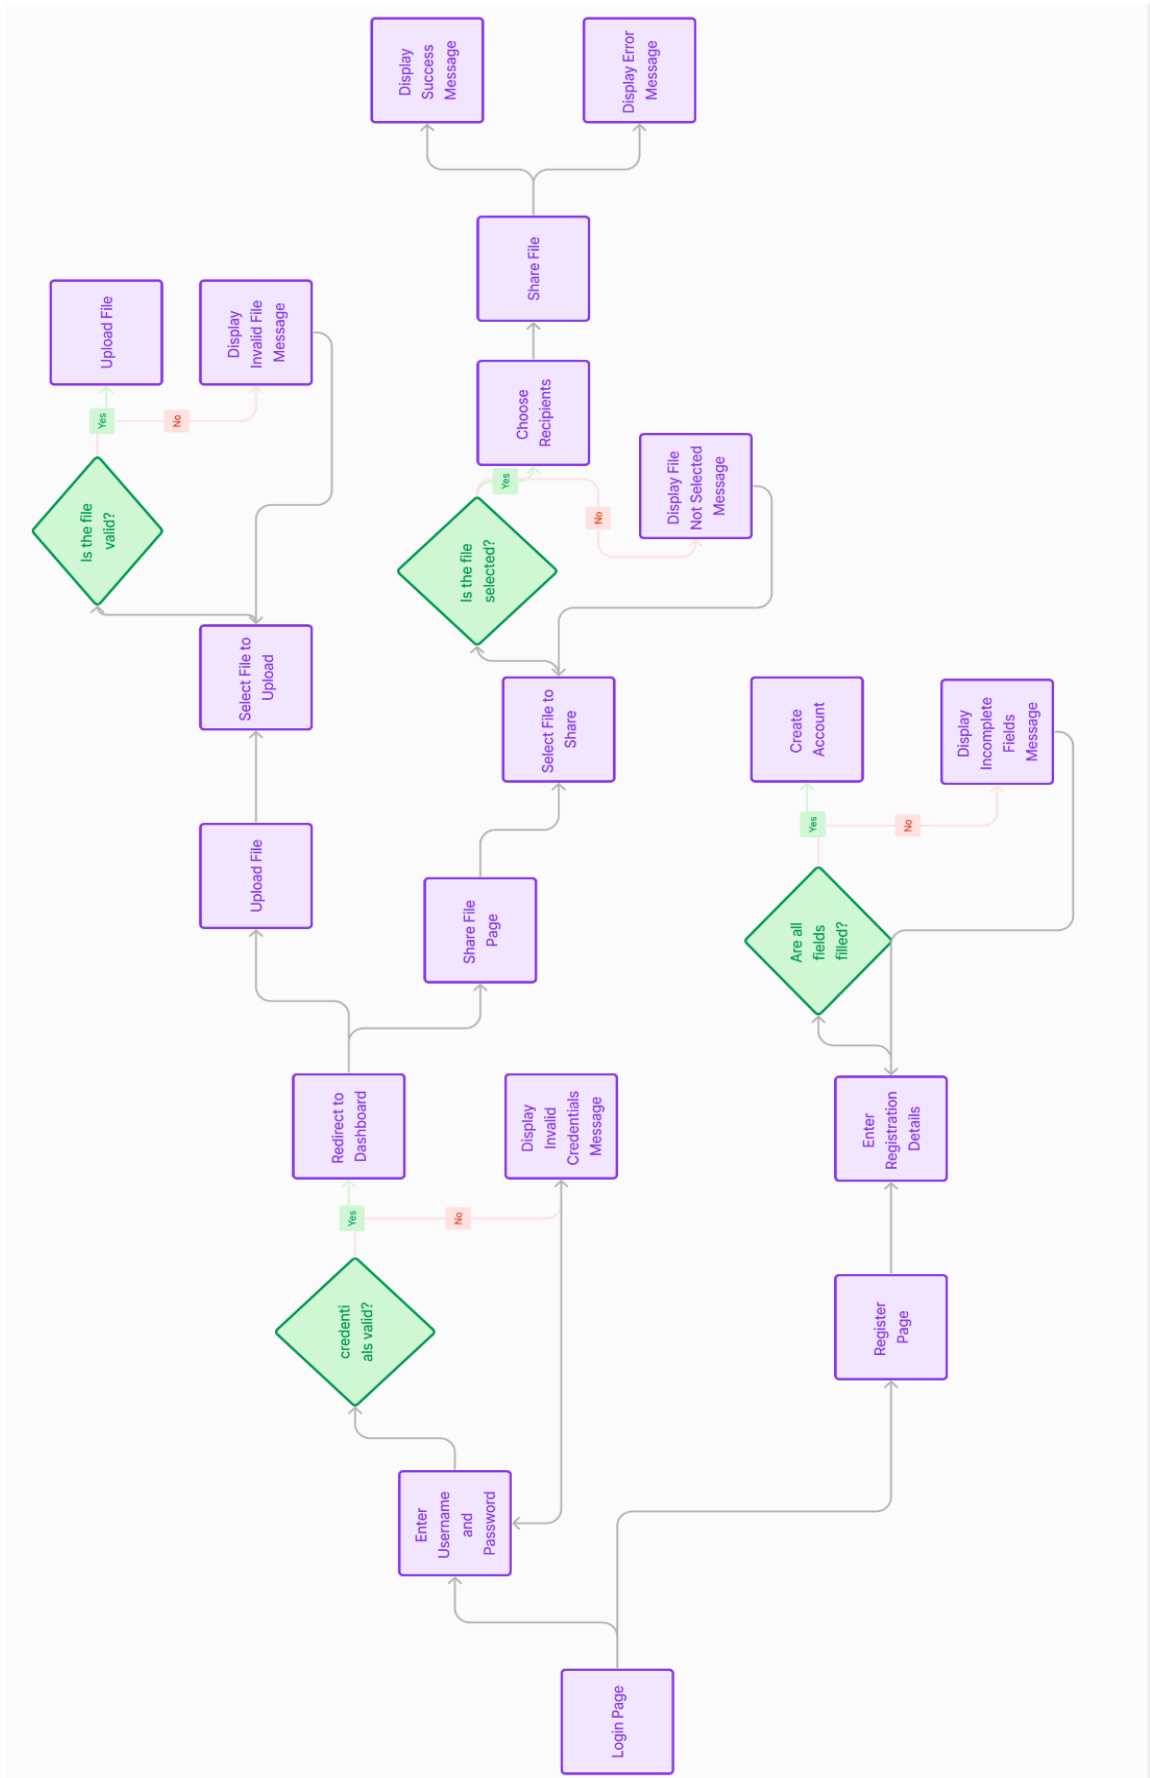 Login Page
Enter
Username
and
Password
credenti
als valid?
Yes
No
Redirect to
Dashboard
Display
Invalid
Credentials
Message
Upload File
Select File to
Upload
Is the file
valid?
Yes
No
Upload File
Display
Invalid File
Message
Share File
Page
Select File to
Share
Is the file
selected?
Yes
No
Choose
Recipients
Display File
Not Selected
Message
Share File
Display
Success
Message
Display Error
Message
Register
Page
Enter
Registration
Details
Are all
fields
filled?
Yes
No
Create
Account
Display
Incomplete
Fields
Message